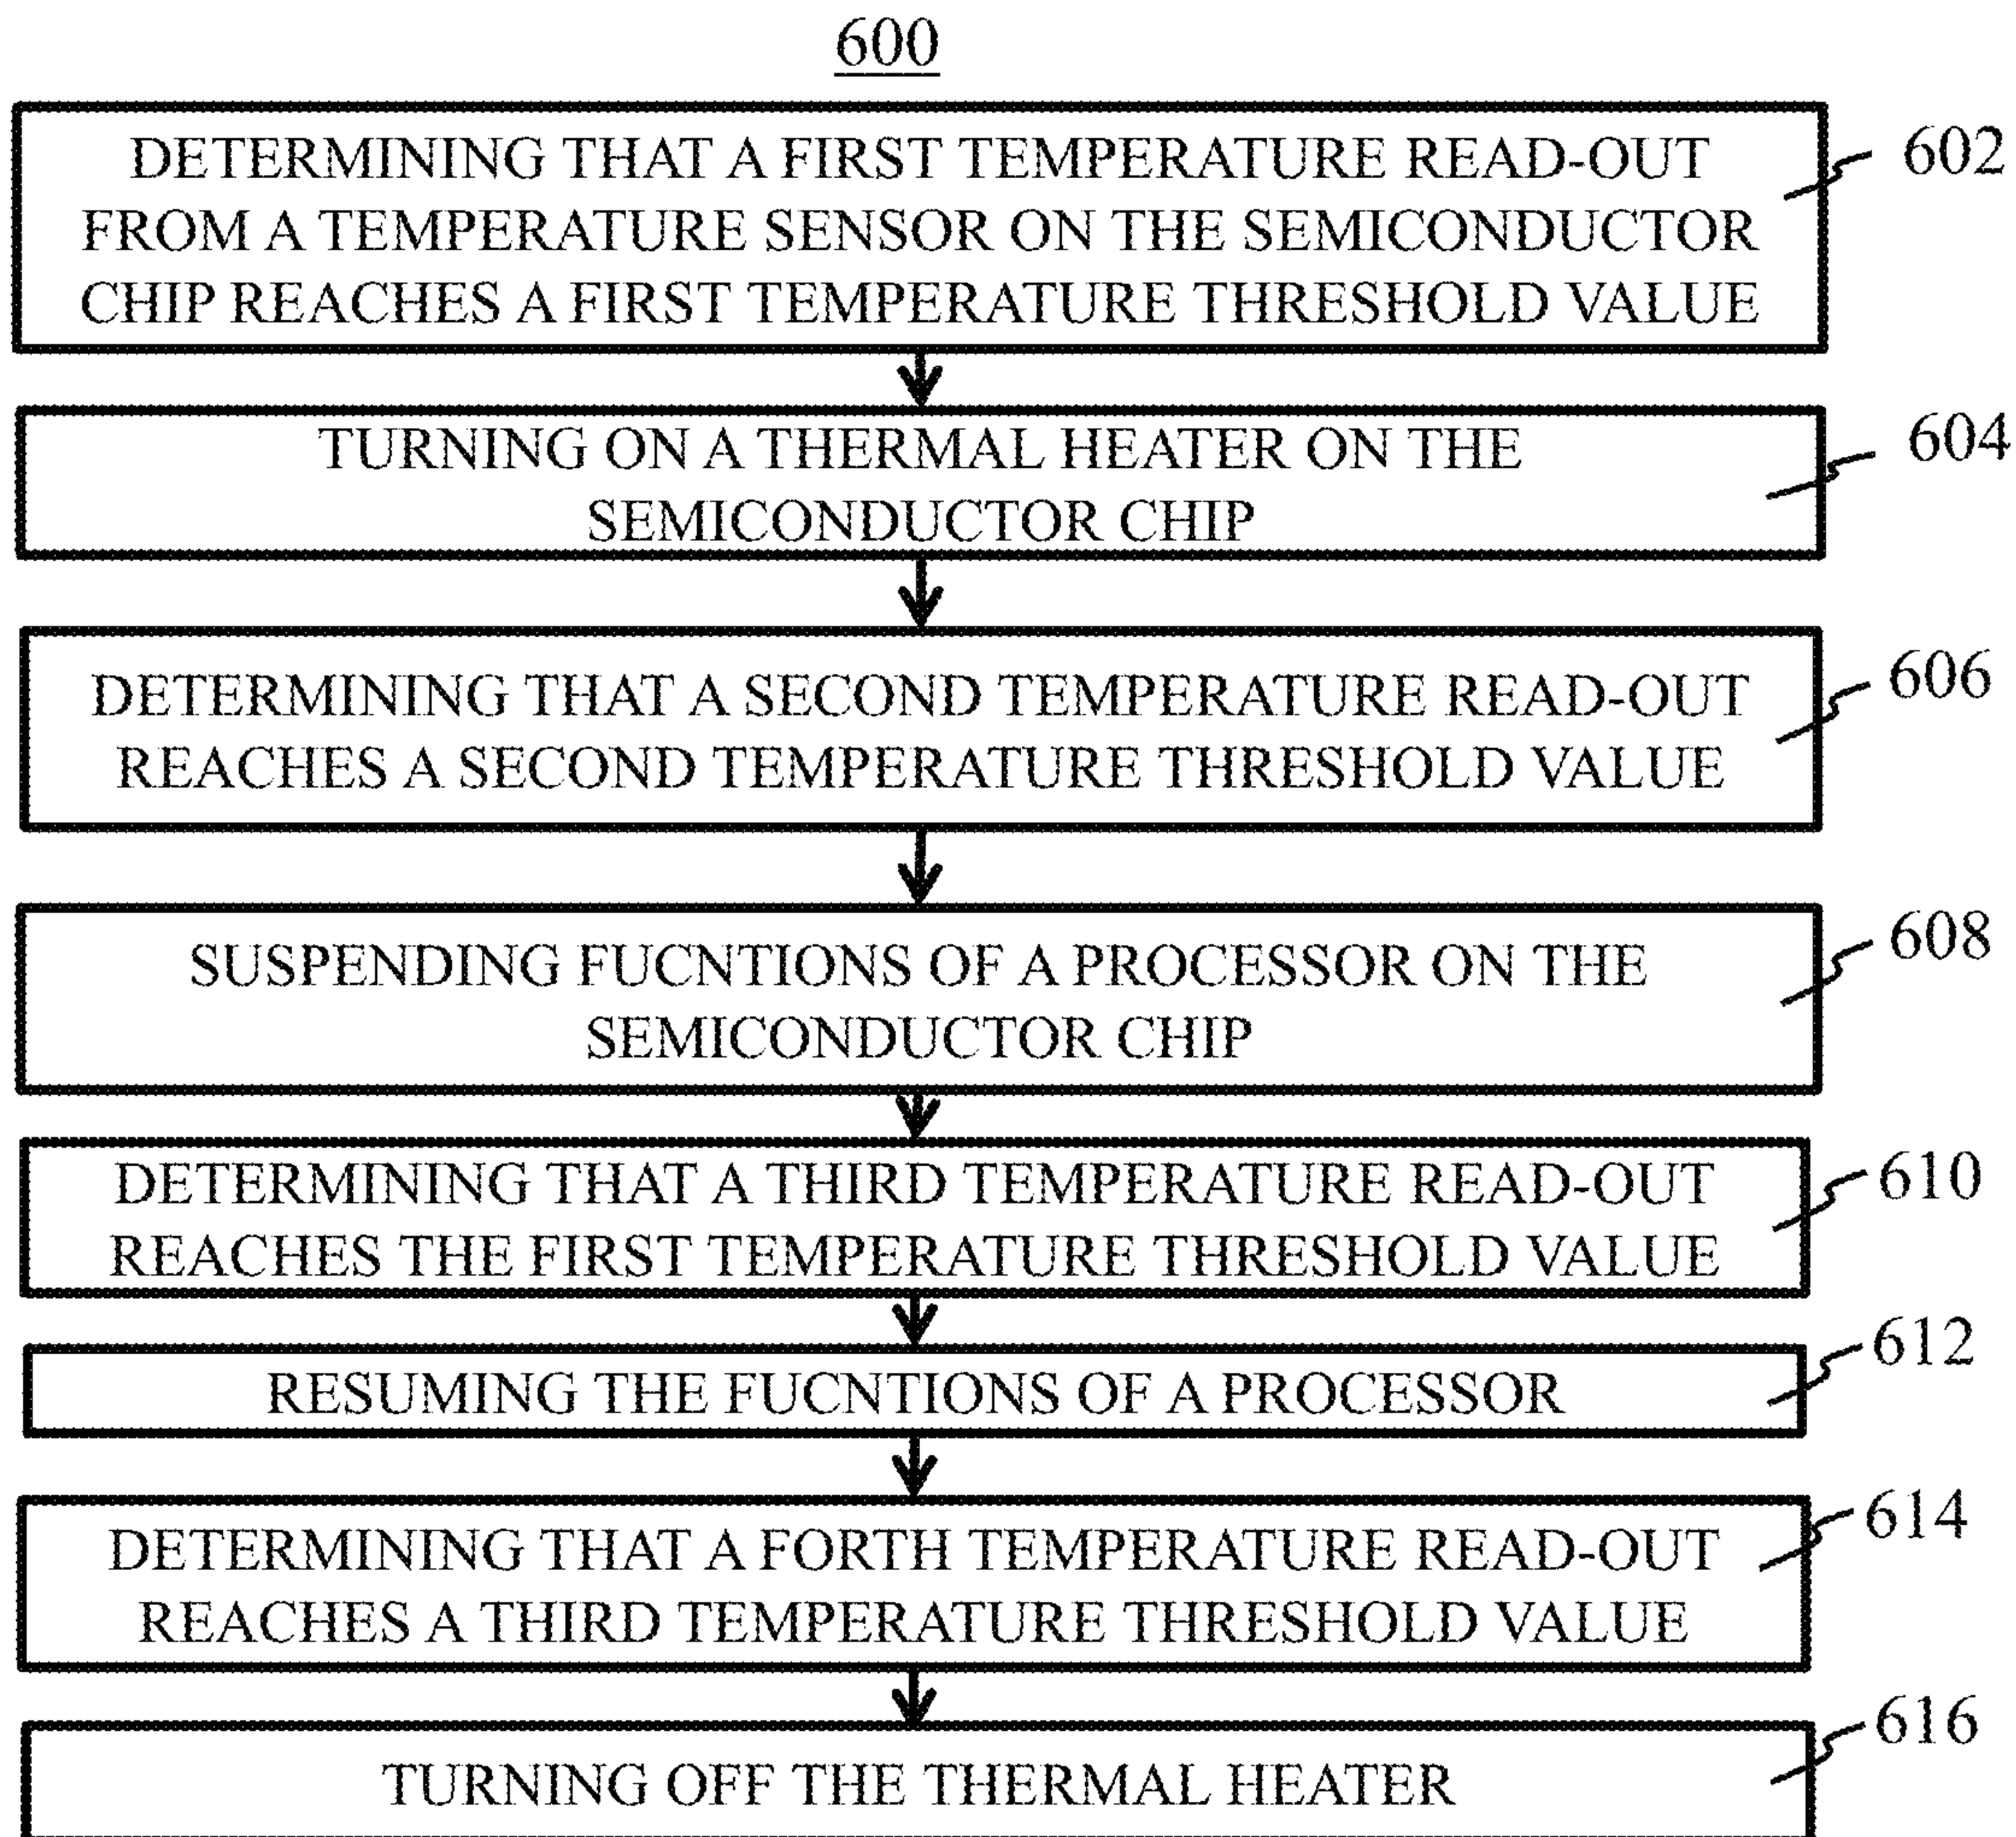 600
DETERMINING THAT A FIRST TEMPERATURE READ-OUT
FROM A TEMPERATURE SENSOR ON THE SEMICONDUCTOR
CHIP REACHES A FIRST TEMPERATURE THRESHOLD VALUE
602
TURNING ON A THERMAL HEATER ON THE
SEMICONDUCTOR CHIP
604
DETERMINING THAT A SECOND TEMPERATURE READ-OUT
REACHES A SECOND TEMPERATURE THRESHOLD VALUE
606
SUSPENDING FUCNTIONS OF A PROCESSOR ON THE
SEMICONDUCTOR CHIP
608
DETERMINING THAT A THIRD TEMPERATURE READ-OUT
REACHES THE FIRST TEMPERATURE THRESHOLD VALUE
610
RESUMING THE FUCNTIONS OF A PROCESSOR
612
DETERMINING THAT A FORTH TEMPERATURE READ-OUT
REACHES A THIRD TEMPERATURE THRESHOLD VALUE
614
TURNING OFF THE THERMAL HEATER
616